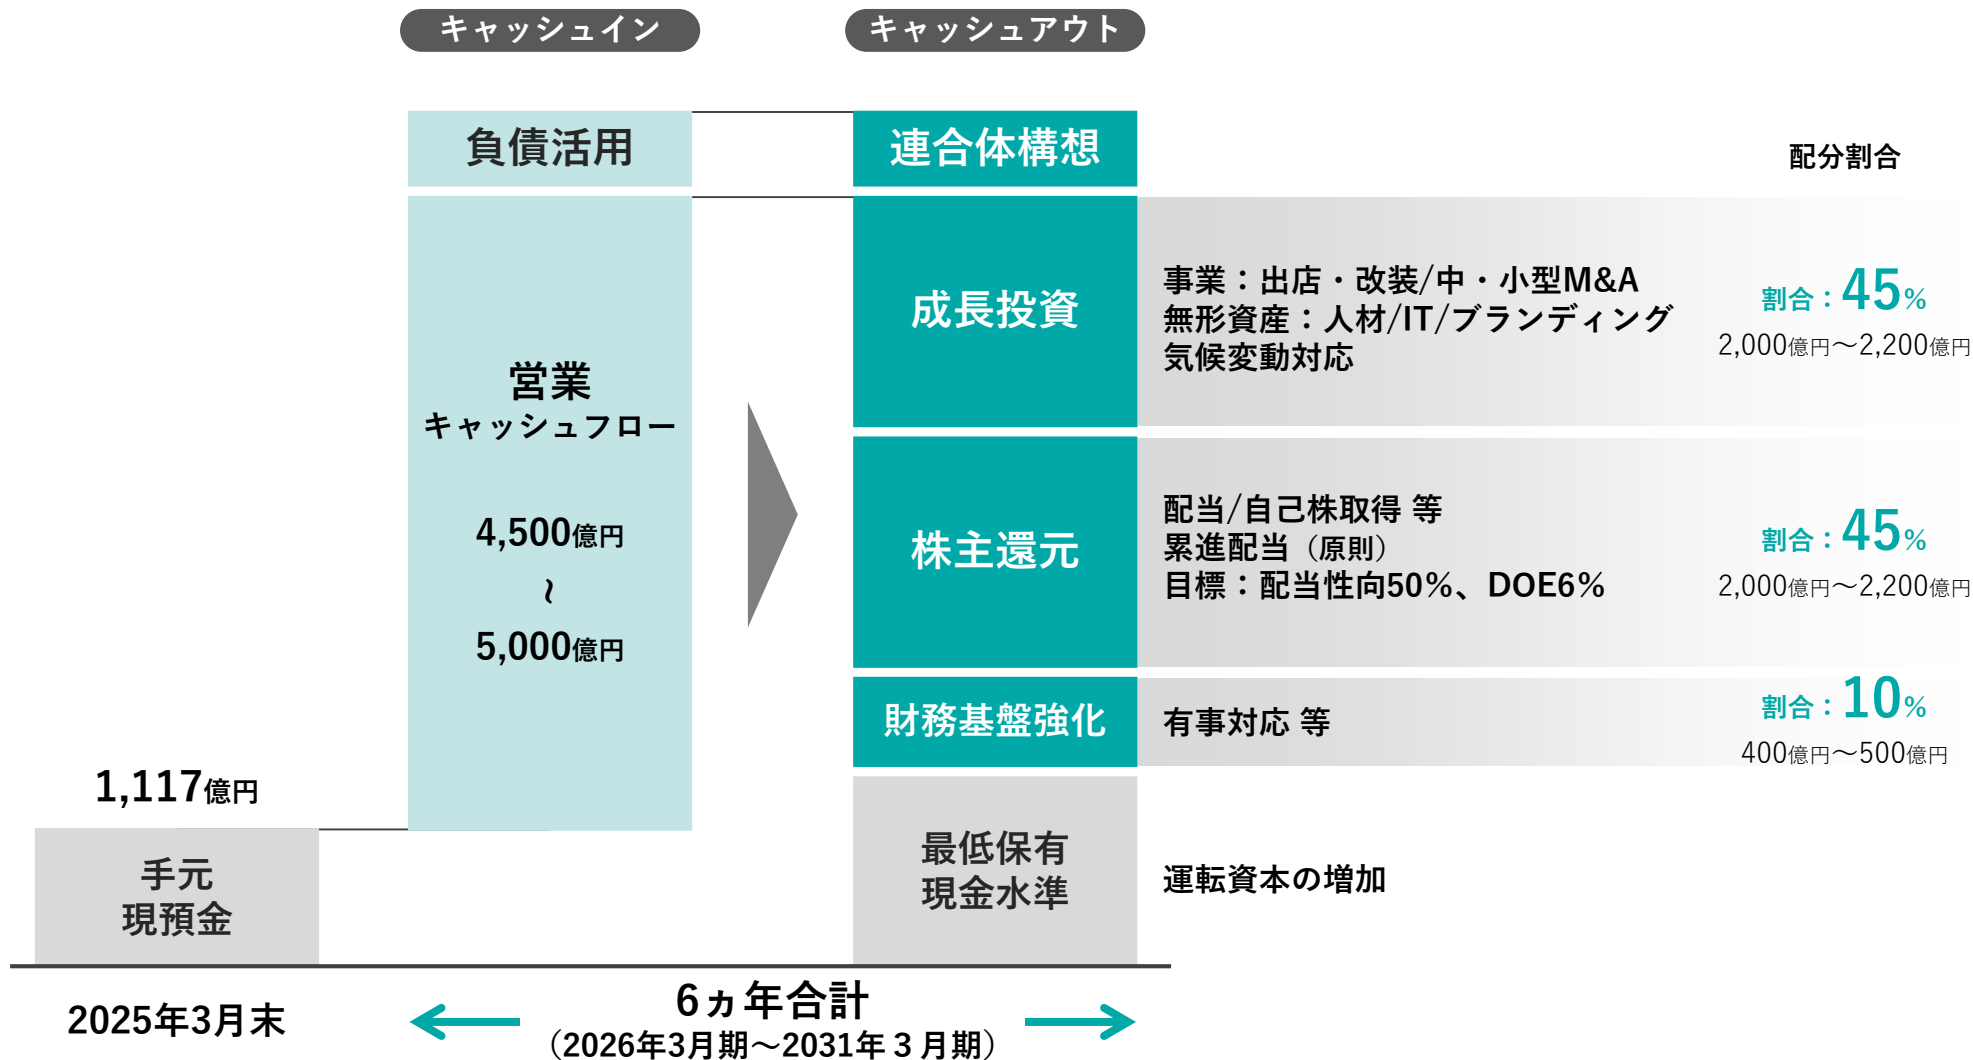 キャッシュイン
キャッシュアウト
負債活用
連合体構想
配分割合
営業
キャッシュフロー
4,500億円
～
5,000億円
成長投資
事業：出店・改装/中・小型M&A
無形資産：人材/IT/ブランディング
気候変動対応
割合：45%
2,000億円～2,200億円
株主還元
配当/自己株取得 等
累進配当（原則）
目標：配当性向50%、DOE6%
割合：45%
2,000億円～2,200億円
財務基盤強化
有事対応 等
割合：10%
400億円～500億円
1,117億円
手元
現預金
最低保有
現金水準
運転資本の増加
2025年3月末
6ヵ年合計
（2026年3月期～2031年３月期）